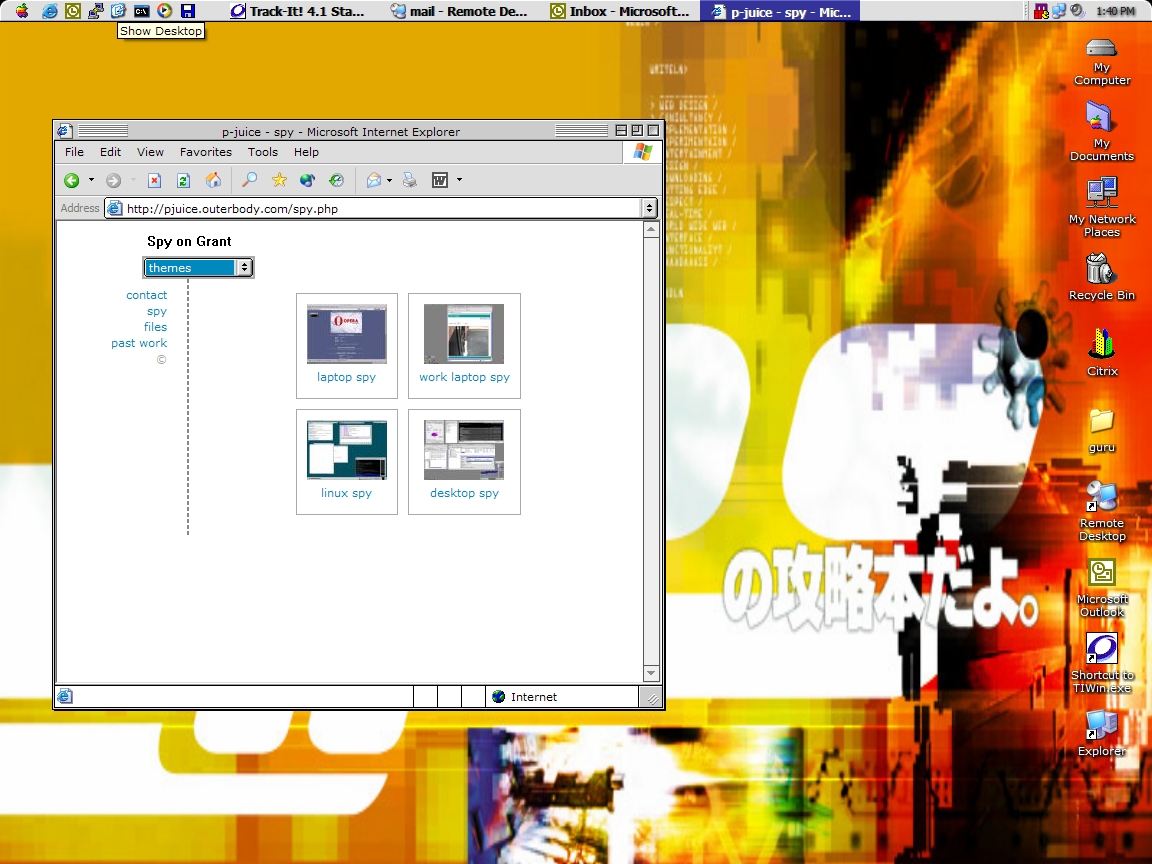 Track-It! 4.1 Sta...
mail - Remote De...
Inbox - Microsoft...
p-juice - spy - Mic...
1:40 PM
Show Desktop
WRITELN>
> WEB DESIGN /
My Computer
My Documents
My Network Places
Recycle Bin
Citrix
guru
Remote Desktop
Microsoft Outlook
Shortcut to TIWin.exe
Explorer
p-juice - spy - Microsoft Internet Explorer
File Edit View Favorites Tools Help
Address http://pjuice.outerbody.com/spy.php
Spy on Grant
themes
contact
spy
files
past work
©
OPERA
laptop spy
work laptop spy
linux spy
desktop spy
Internet
の攻略本だよ。